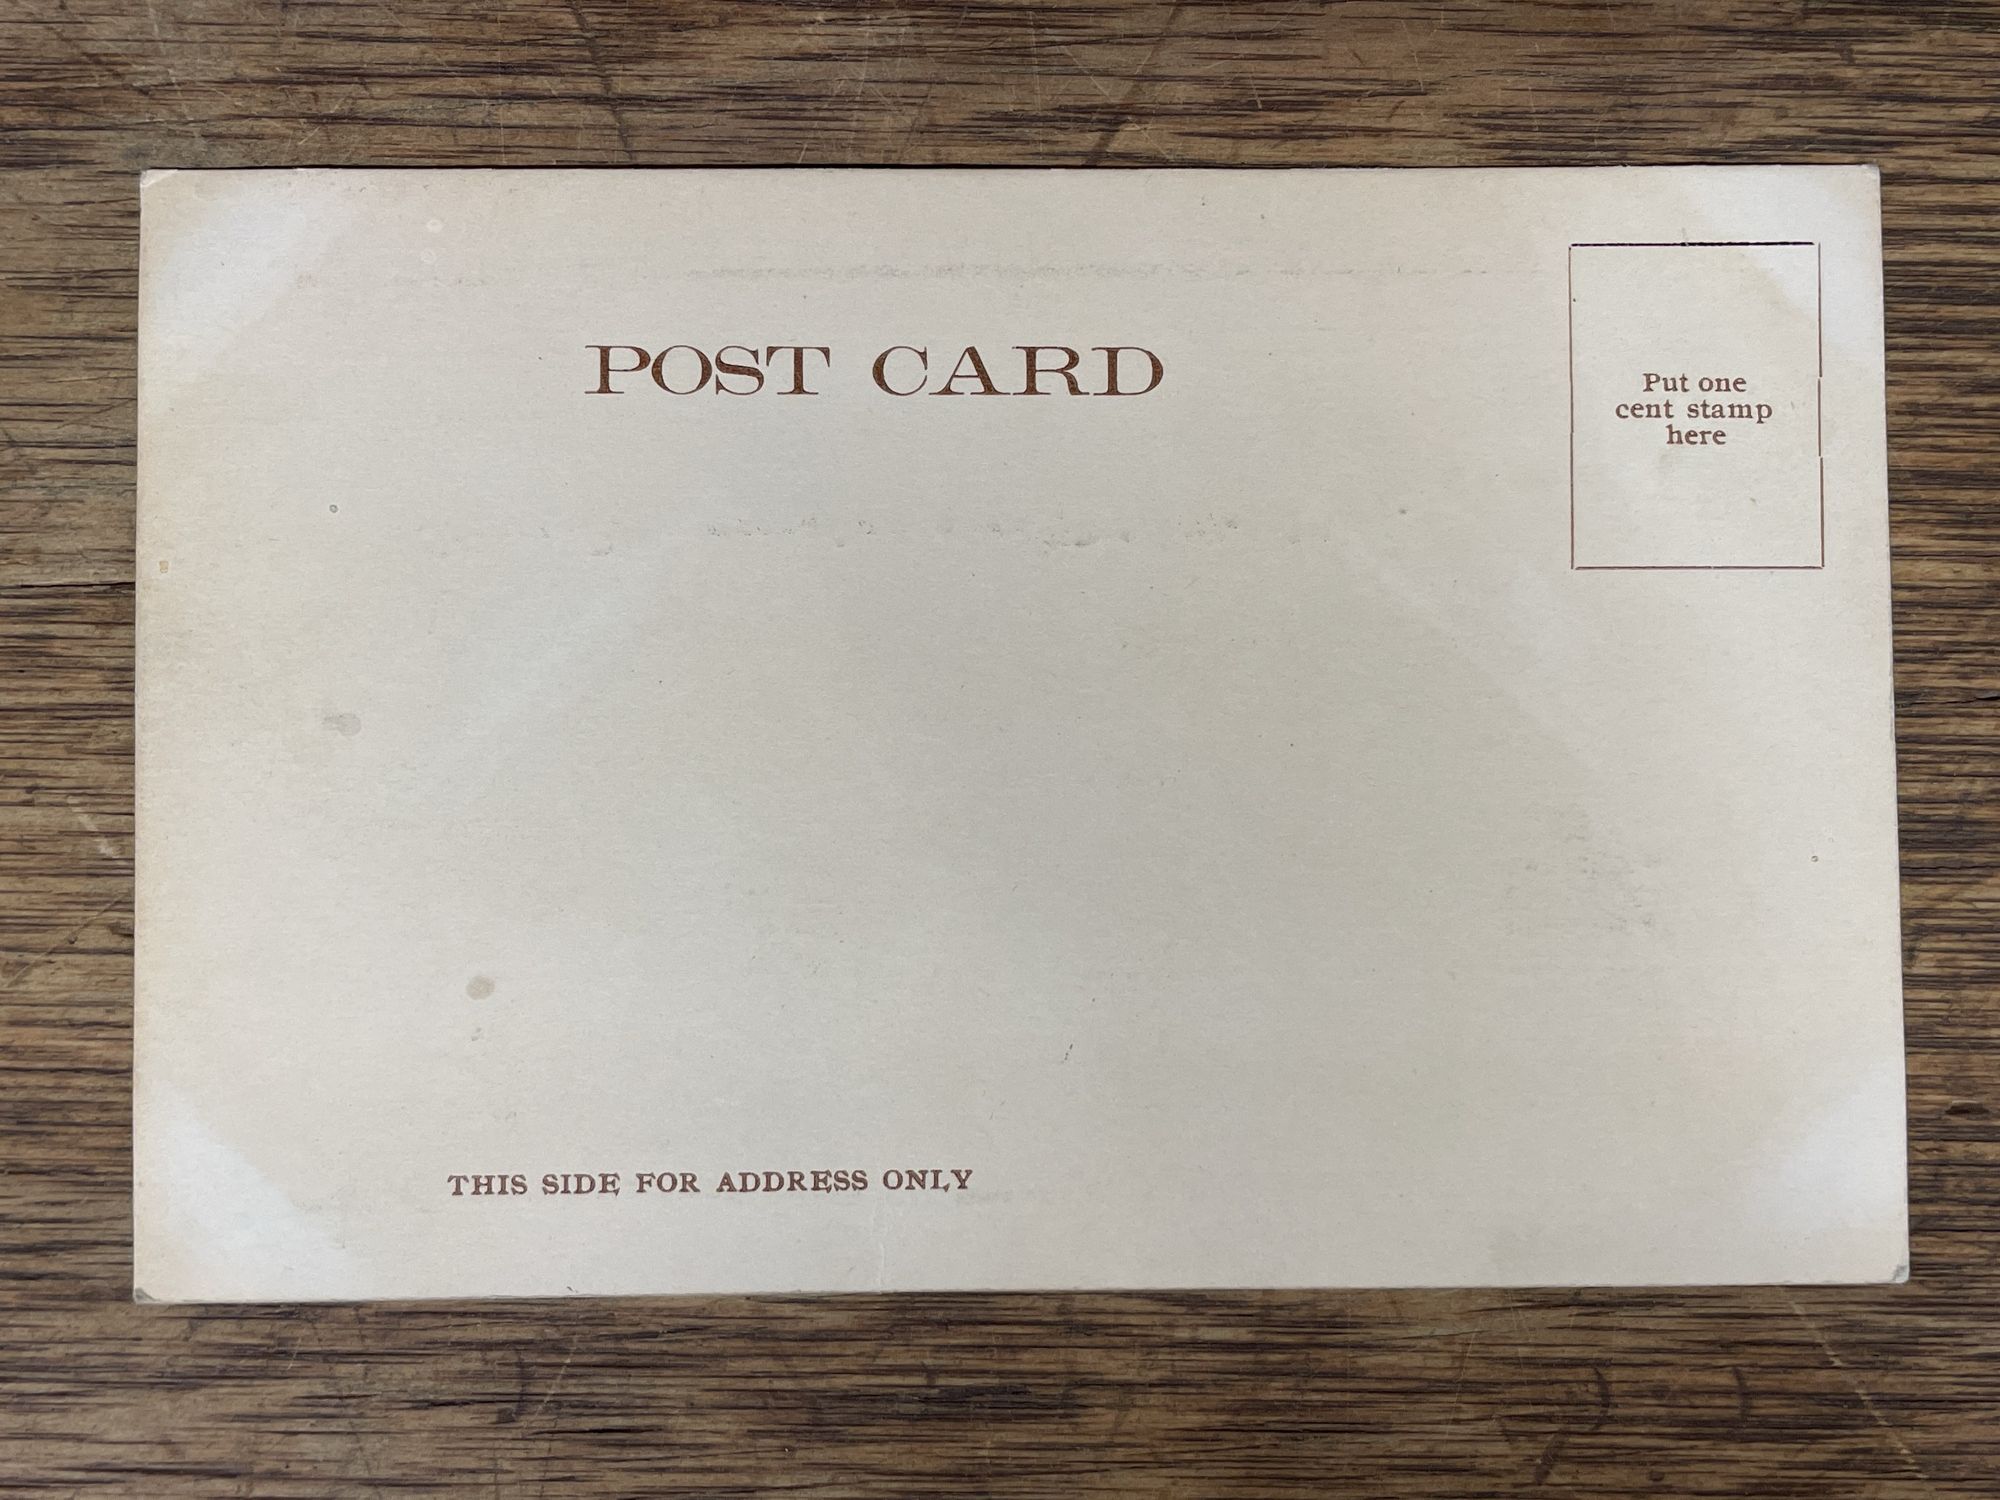 POST CARD
Put one
cent stamp
here
THIS SIDE FOR ADDRESS ONLY